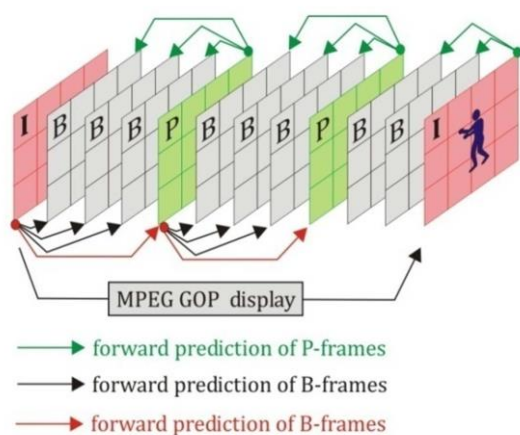 I B B B P B B B P B B I
MPEG GOP display
forward prediction of P-frames
forward prediction of B-frames
forward prediction of B-frames